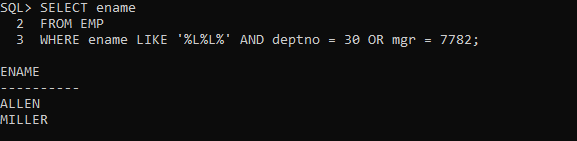 SQL> SELECT ename
2 FROM EMP
3 WHERE ename LIKE '%L%L%' AND deptno = 30 OR mgr = 7782;
ENAME
----------
ALLEN
MILLER